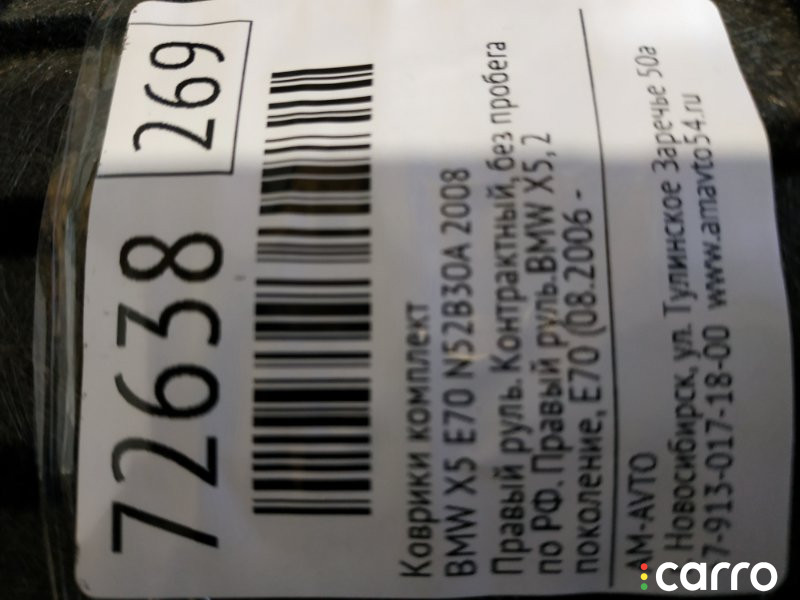 72638
269
Коврики комплект
BMW X5 E70 N52B30A 2008
Правый руль. Контрактный, без пробега
по РФ. Правый руль.BMW X5, 2
поколение, E70 (08.2006 -
AM-AVTO
Новосибирск, ул. Тулинское Заречье 50а
7-913-017-18-00 www.amavto54.ru
carro